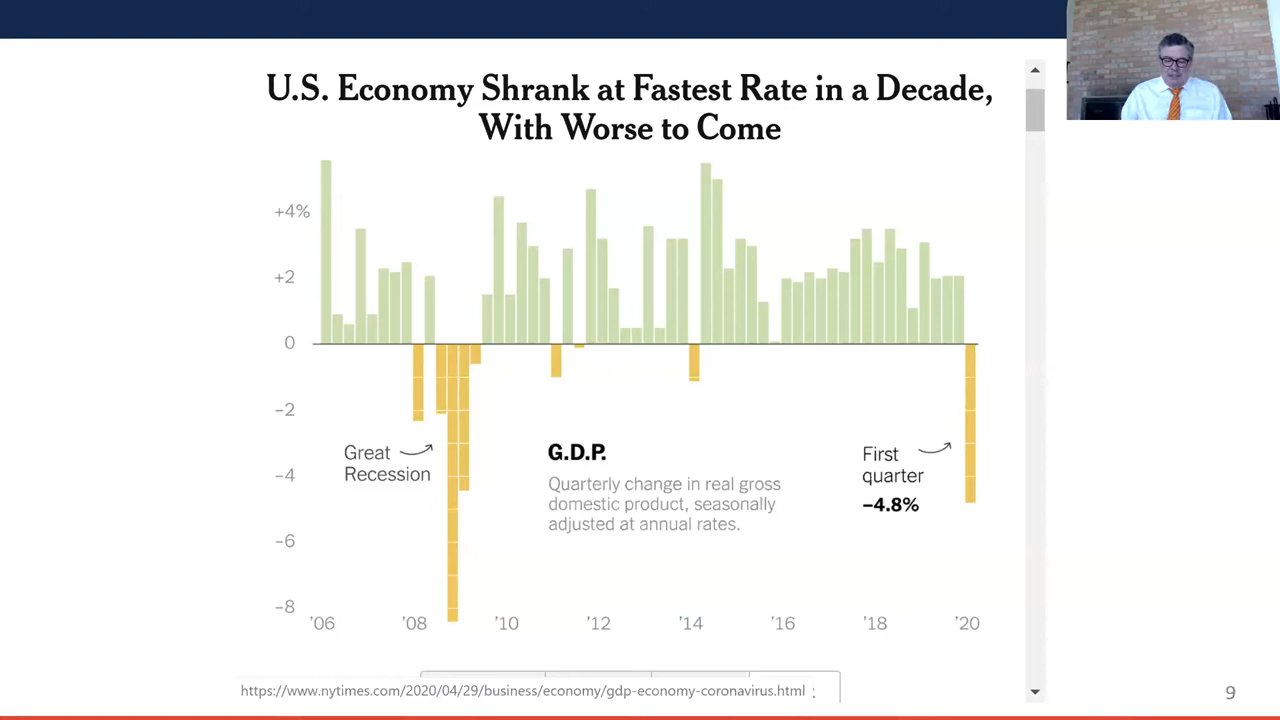 U.S. Economy Shrank at Fastest Rate in a Decade,
With Worse to Come
+4%
+2
0
−2
−4
−6
−8
Great
Recession
G.D.P.
Quarterly change in real gross
domestic product, seasonally
adjusted at annual rates.
First
quarter
−4.8%
'06
'08
'10
'12
'14
'16
'18
'20
https://www.nytimes.com/2020/04/29/business/economy/gdp-economy-coronavirus.html
9